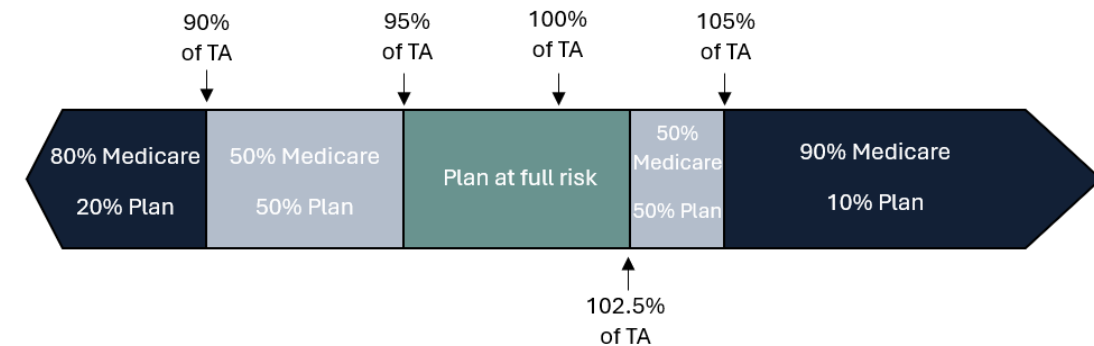 90%
of TA
95%
of TA
100%
of TA
105%
of TA
80% Medicare
20% Plan
50% Medicare
50% Plan
Plan at full risk
50%
Medicare
50% Plan
90% Medicare
10% Plan
102.5%
of TA